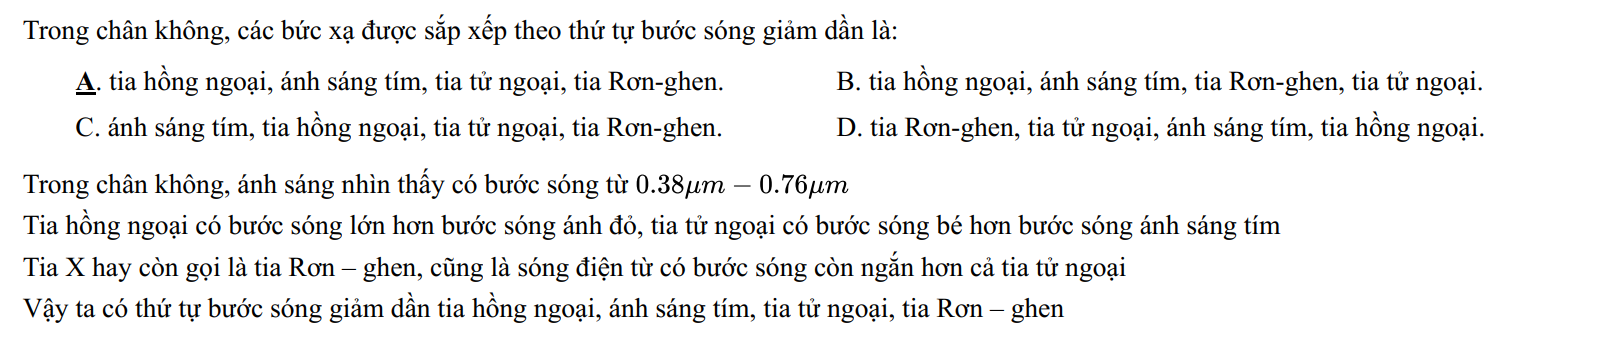 Trong chân không, các bức xạ được sắp xếp theo thứ tự bước sóng giảm dần là:
A. tia hồng ngoại, ánh sáng tím, tia tử ngoại, tia Rơn-ghen. B. tia hồng ngoại, ánh sáng tím, tia Rơn-ghen, tia tử ngoại.
C. ánh sáng tím, tia hồng ngoại, tia tử ngoại, tia Rơn-ghen. D. tia Rơn-ghen, tia tử ngoại, ánh sáng tím, tia hồng ngoại.
Trong chân không, ánh sáng nhìn thấy có bước sóng từ 0.38μm − 0.76μm
Tia hồng ngoại có bước sóng lớn hơn bước sóng ánh đỏ, tia tử ngoại có bước sóng bé hơn bước sóng ánh sáng tím
Tia X hay còn gọi là tia Rơn – ghen, cũng là sóng điện từ có bước sóng còn ngắn hơn cả tia tử ngoại
Vậy ta có thứ tự bước sóng giảm dần tia hồng ngoại, ánh sáng tím, tia tử ngoại, tia Rơn – ghen